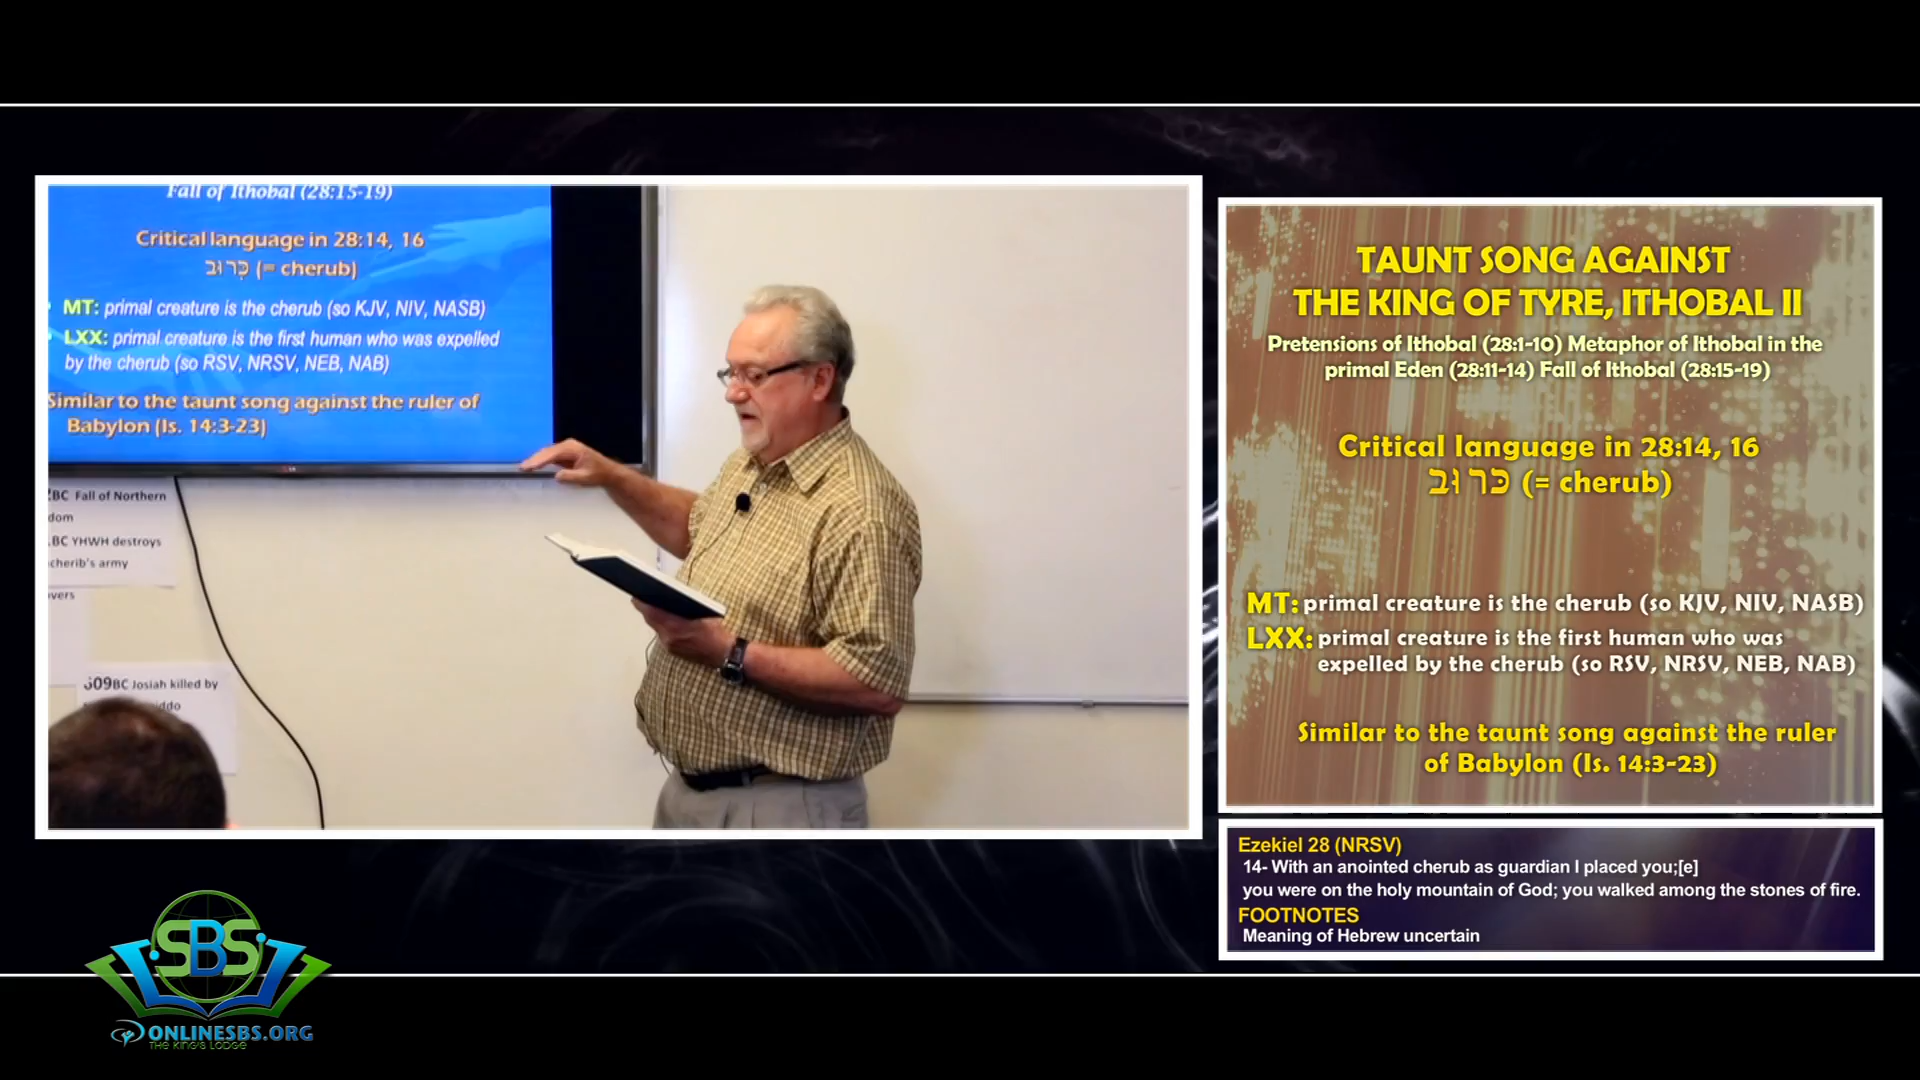 Fall of Ithobal (28:15-19)
Critical language in 28:14, 16
כְּרוּב (= cherub)
MT: primal creature is the cherub (so KJV, NIV, NASB)
LXX: primal creature is the first human who was expelled
by the cherub (so RSV, NRSV, NEB, NAB)
Similar to the taunt song against the ruler of
Babylon (Is. 14:3-23)
BC Fall of Northern
dom
BC YHWH destroys
cherib's army
vers
609BC Josiah killed by
iddo
TAUNT SONG AGAINST
THE KING OF TYRE, ITHOBAL II
Pretensions of Ithobal (28:1-10) Metaphor of Ithobal in the
primal Eden (28:11-14) Fall of Ithobal (28:15-19)
Critical language in 28:14, 16
כּרוּב (= cherub)
MT: primal creature is the cherub (so KJV, NIV, NASB)
LXX: primal creature is the first human who was
expelled by the cherub (so RSV, NRSV, NEB, NAB)
Similar to the taunt song against the ruler
of Babylon (Is. 14:3-23)
Ezekiel 28 (NRSV)
14- With an anointed cherub as guardian I placed you;[e]
you were on the holy mountain of God; you walked among the stones of fire.
FOOTNOTES
Meaning of Hebrew uncertain
SBS
ONLINESBS.ORG
THE KING'S LODGE